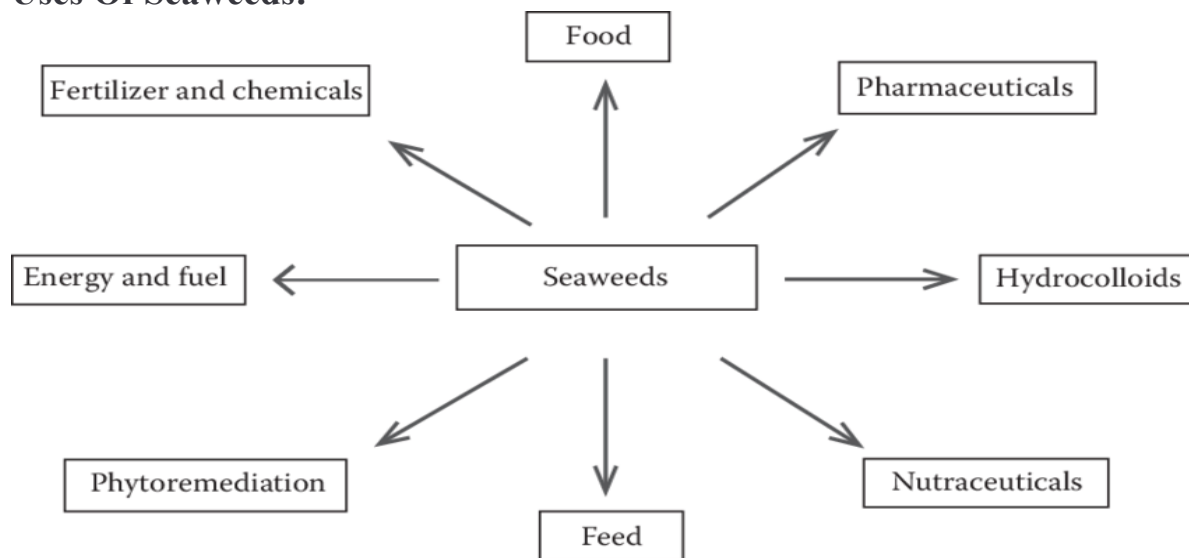 Uses Of Seaweeds:
Food
Fertilizer and chemicals
Pharmaceuticals
Energy and fuel
Seaweeds
Hydrocolloids
Phytoremediation
Nutraceuticals
Feed